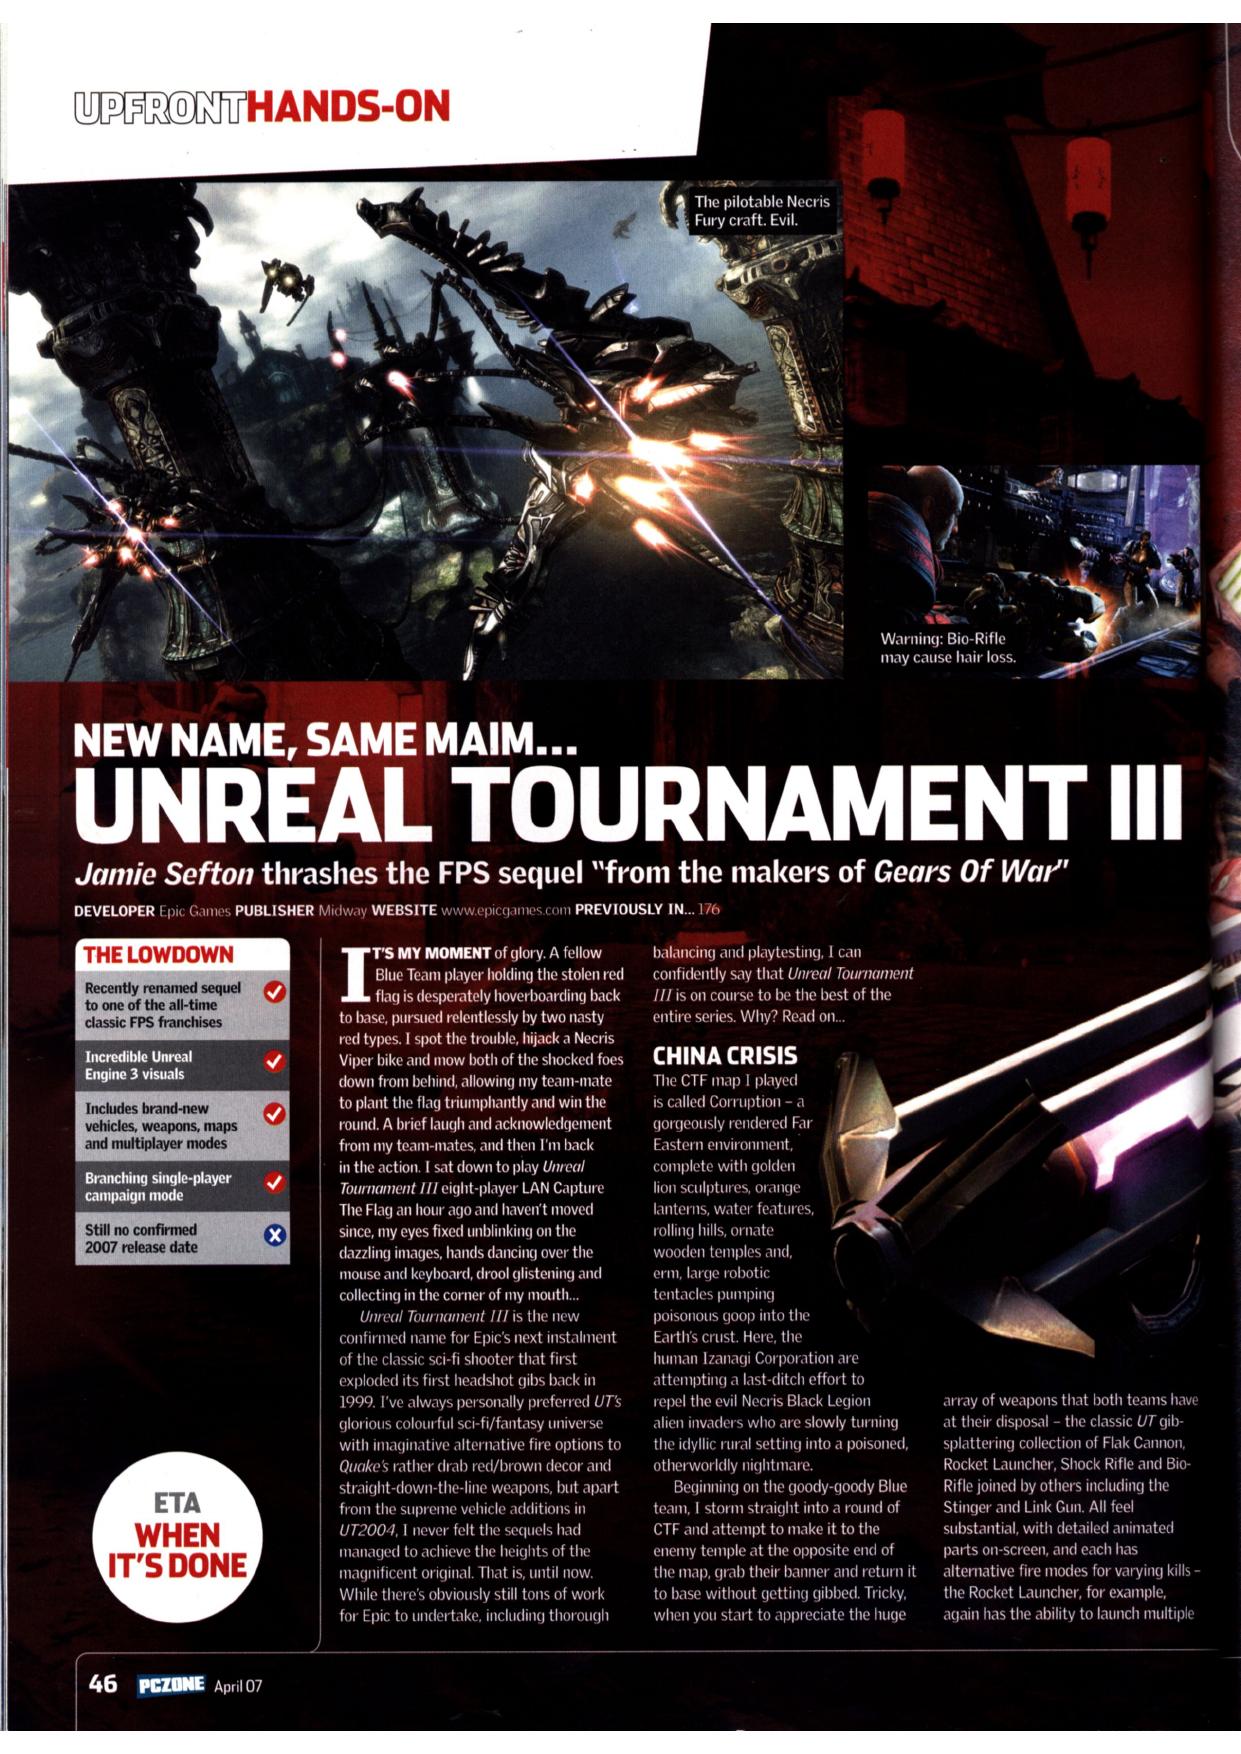 UPFRONTHANDS-ON
The pilotable Necris
Fury craft. Evil.
Warning: Bio-Rifle
may cause hair loss.
NEW NAME, SAME MAIM...
UNREAL TOURNAMENT III
Jamie Sefton thrashes the FPS sequel "from the makers of Gears Of War"
DEVELOPER Epic Games PUBLISHER Midway WEBSITE www.epicgames.com PREVIOUSLY IN... 176
THE LOWDOWN
Recently renamed sequel
to one of the all-time
classic FPS franchises
Incredible Unreal
Engine 3 visuals
Includes brand-new
vehicles, weapons, maps
and multiplayer modes
Branching single-player
campaign mode
Still no confirmed
2007 release date
ETA
WHEN
IT'S DONE
IT'S MY MOMENT of glory. A fellow
Blue Team player holding the stolen red
flag is desperately hoverboarding back
to base, pursued relentlessly by two nasty
red types. I spot the trouble, hijack a Necris
Viper bike and mow both of the shocked foes
down from behind, allowing my team-mate
to plant the flag triumphantly and win the
round. A brief laugh and acknowledgement
from my team-mates, and then I'm back
in the action. I sat down to play Unreal
Tournament III eight-player LAN Capture
The Flag an hour ago and haven't moved
since, my eyes fixed unblinking on the
dazzling images, hands dancing over the
mouse and keyboard, drool glistening and
collecting in the corner of my mouth...
Unreal Tournament III is the new
confirmed name for Epic's next instalment
of the classic sci-fi shooter that first
exploded its first headshot gibs back in
1999. I've always personally preferred UT's
glorious colourful sci-fi/fantasy universe
with imaginative alternative fire options to
Quake's rather drab red/brown decor and
straight-down-the-line weapons, but apart
from the supreme vehicle additions in
UT2004, I never felt the sequels had
managed to achieve the heights of the
magnificent original. That is, until now.
While there's obviously still tons of work
for Epic to undertake, including thorough
balancing and playtesting, I can
confidently say that Unreal Tournament
III is on course to be the best of the
entire series. Why? Read on...
CHINA CRISIS
The CTF map I played
is called Corruption – a
gorgeously rendered Far
Eastern environment,
complete with golden
lion sculptures, orange
lanterns, water features,
rolling hills, ornate
wooden temples and,
erm, large robotic
tentacles pumping
poisonous goop into the
Earth's crust. Here, the
human Izanagi Corporation are
attempting a last-ditch effort to
repel the evil Necris Black Legion
alien invaders who are slowly turning
the idyllic rural setting into a poisoned,
otherworldly nightmare.
Beginning on the goody-goody Blue
team, I storm straight into a round of
CTF and attempt to make it to the
enemy temple at the opposite end of
the map, grab their banner and return it
to base without getting gibbed. Tricky,
when you start to appreciate the huge
array of weapons that both teams have
at their disposal – the classic UT gib-
splattering collection of Flak Cannon,
Rocket Launcher, Shock Rifle and Bio-
Rifle joined by others including the
Stinger and Link Gun. All feel
substantial, with detailed animated
parts on-screen, and each has
alternative fire modes for varying kills –
the Rocket Launcher, for example,
again has the ability to launch multiple
46 PCZONE April 07